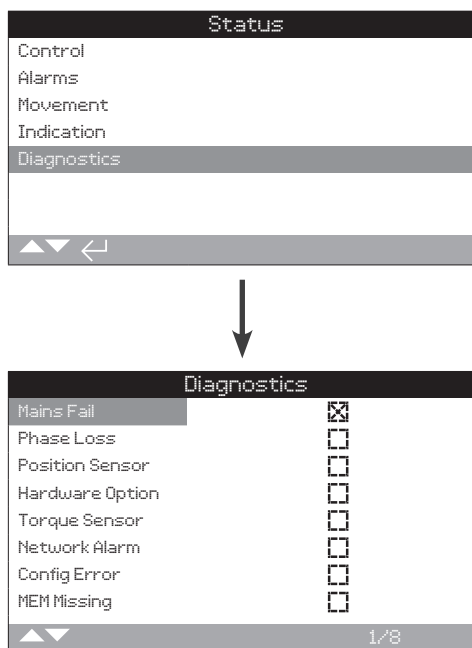 Status
Control
Alarms
Movement
Indication
Diagnostics
Diagnostics
Mains Fail
Phase Loss
Position Sensor
Hardware Option
Torque Sensor
Network Alarm
Config Error
MEM Missing
1/8